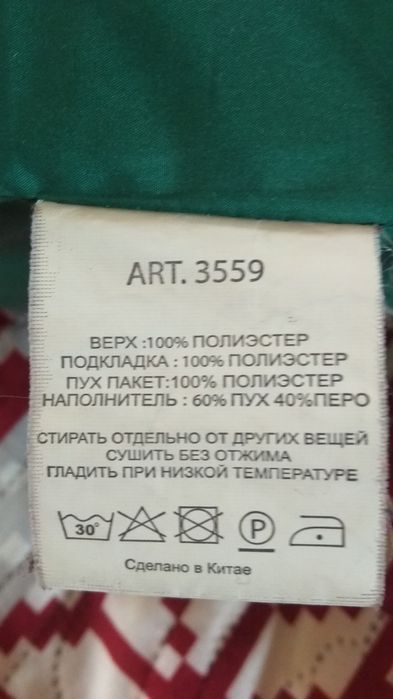 ART. 3559
ВЕРХ :100% ПОЛИЭСТЕР
ПОДКЛАДКА : 100% ПОЛИЭСТЕР
ПУХ ПАКЕТ:100% ПОЛИЭСТЕР
НАПОЛНИТЕЛЬ : 60% ПУХ 40%ПЕРО
СТИРАТЬ ОТДЕЛЬНО ОТ ДРУГИХ ВЕЩЕЙ
СУШИТЬ БЕЗ ОТЖИМА
ГЛАДИТЬ ПРИ НИЗКОЙ ТЕМПЕРАТУРЕ
30° P
Сделано в Китае